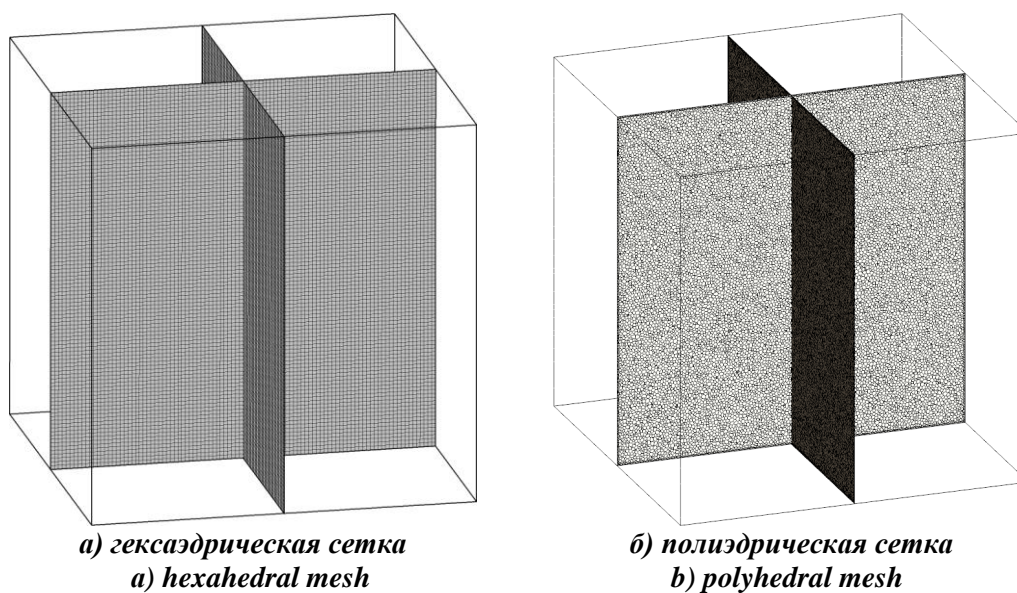 а) гексаэдрическая сетка
a) hexahedral mesh
б) полиэдрическая сетка
b) polyhedral mesh